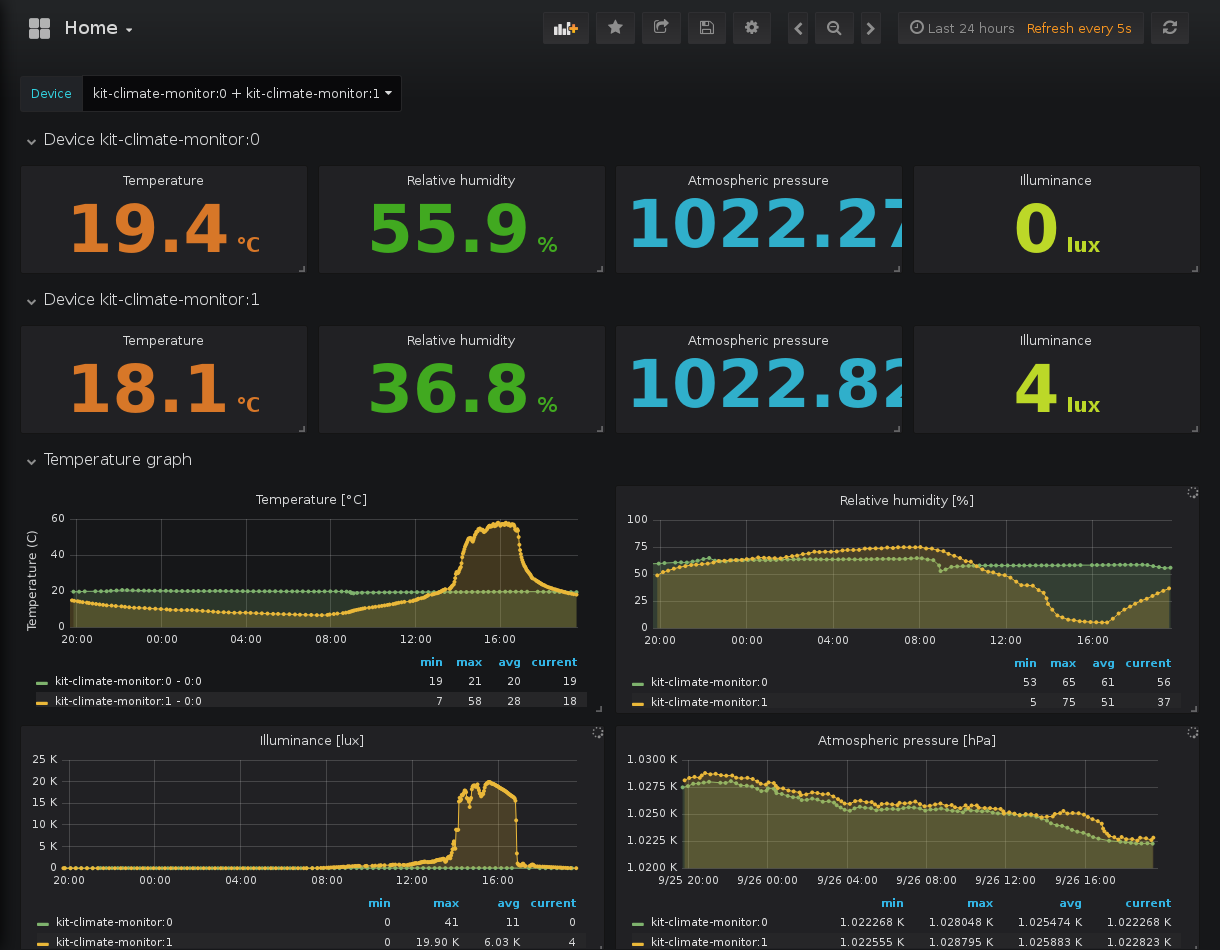 Home
Last 24 hours Refresh every 5s
Device kit-climate-monitor:0 + kit-climate-monitor:1
Device kit-climate-monitor:0
Temperature Relative humidity Atmospheric pressure Illuminance
19.4 °C 55.9 % 1022.27 0 lux
Device kit-climate-monitor:1
Temperature Relative humidity Atmospheric pressure Illuminance
18.1 °C 36.8 % 1022.82 4 lux
Temperature graph
Temperature [°C]
Temperature (C)
60
40
20
0
20:00 00:00 04:00 08:00 12:00 16:00
min max avg current
kit-climate-monitor:0 - 0:0 19 21 20 19
kit-climate-monitor:1 - 0:0 7 58 28 18
Relative humidity [%]
100
75
50
25
0
20:00 00:00 04:00 08:00 12:00 16:00
min max avg current
kit-climate-monitor:0 53 65 61 56
kit-climate-monitor:1 5 75 51 37
Illuminance [lux]
25 K
20 K
15 K
10 K
5 K
0
20:00 00:00 04:00 08:00 12:00 16:00
min max avg current
kit-climate-monitor:0 0 41 11 0
kit-climate-monitor:1 0 19.90 K 6.03 K 4
Atmospheric pressure [hPa]
1.0300 K
1.0275 K
1.0250 K
1.0225 K
1.0200 K
9/25 20:00 9/26 00:00 9/26 04:00 9/26 08:00 9/26 12:00 9/26 16:00
min max avg current
kit-climate-monitor:0 1.022268 K 1.028048 K 1.025474 K 1.022268 K
kit-climate-monitor:1 1.022555 K 1.028795 K 1.025883 K 1.022823 K